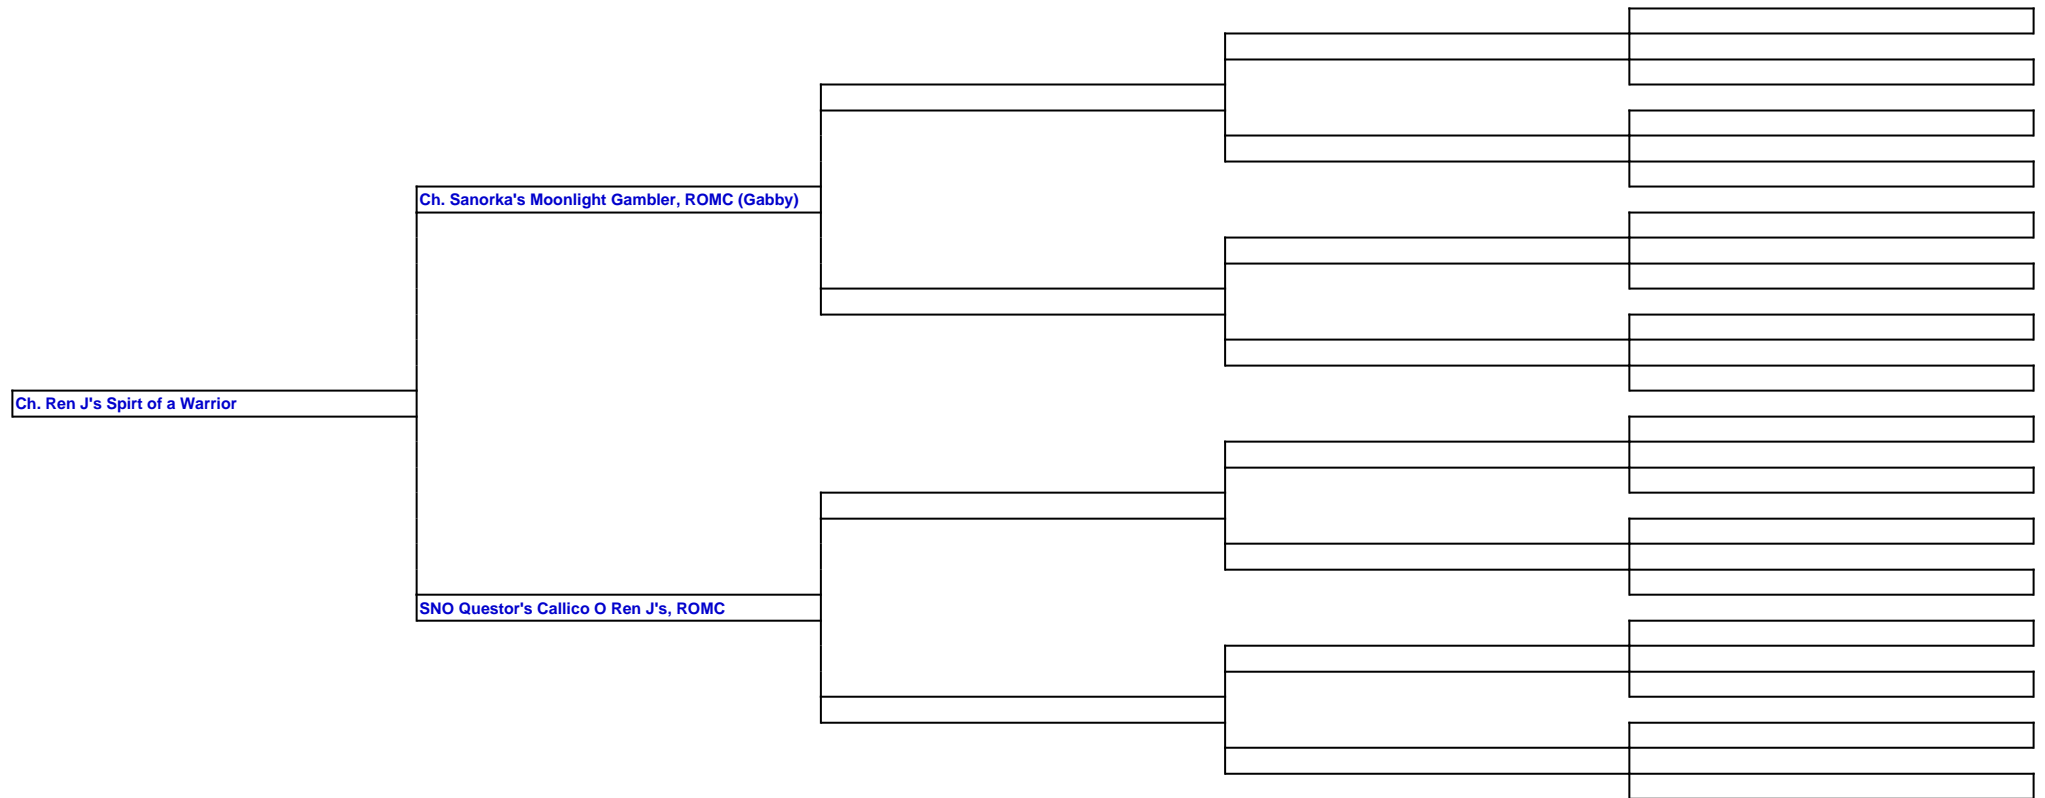 Ch. Sanorka's Moonlight Gambler, ROMC (Gabby)
Ch. Ren J's Spirt of a Warrior
SNO Questor's Callico O Ren J's, ROMC